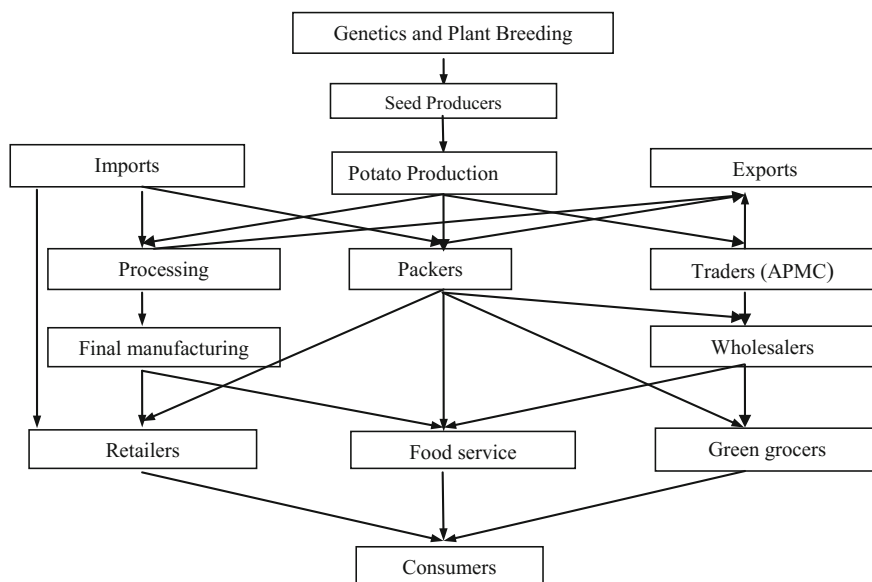 Genetics and Plant Breeding
Seed Producers
Imports
Potato Production
Exports
Processing
Packers
Traders (APMC)
Final manufacturing
Wholesalers
Retailers
Food service
Green grocers
Consumers